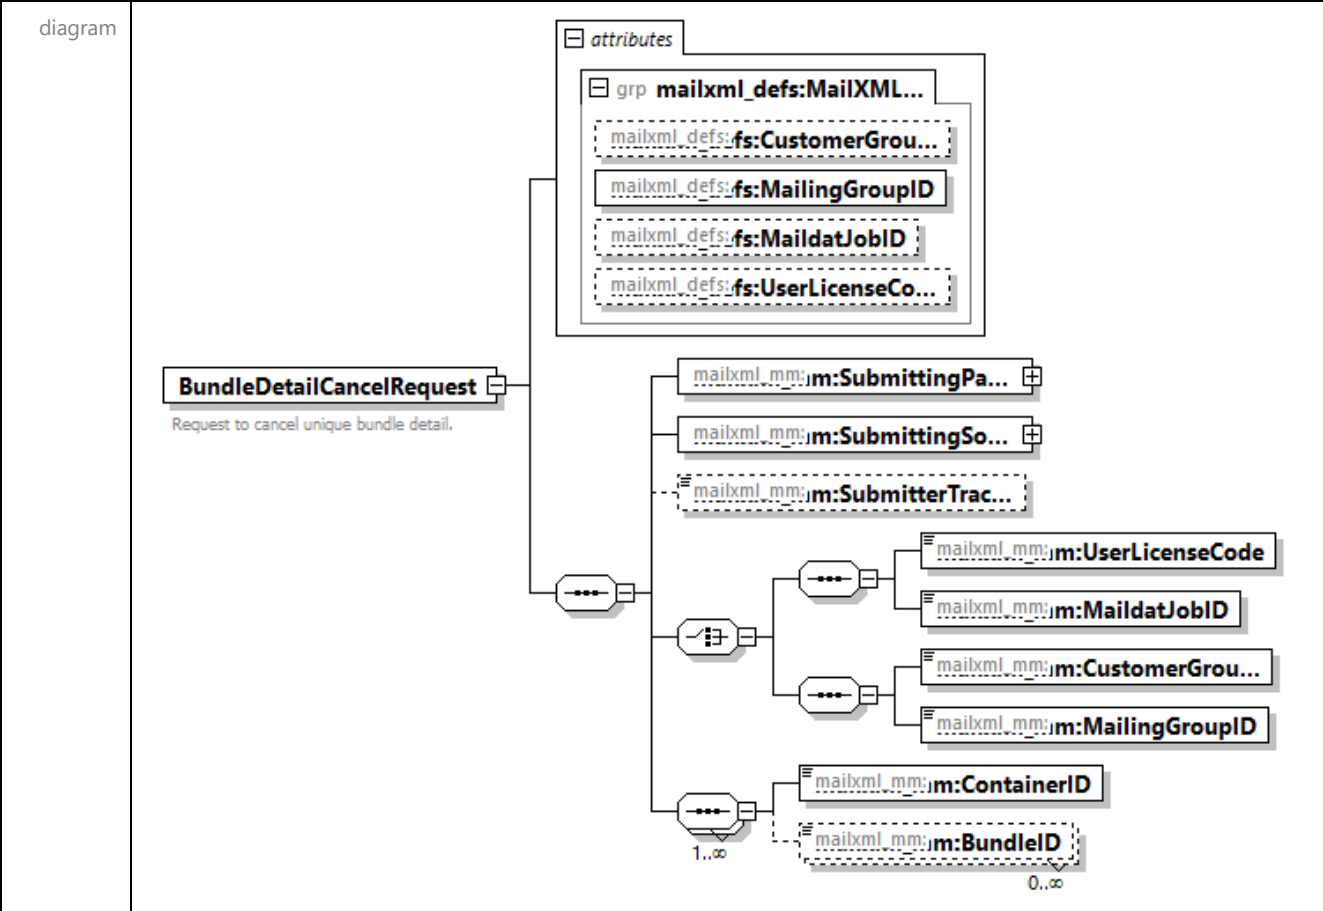 diagram
attributes
grp mailxml_defs:MailXML...
mailxml_defs:fs:CustomerGrou...
mailxml_defs:fs:MailingGroupID
mailxml_defs:fs:MaildatJobID
mailxml_defs:fs:UserLicenseCo...
BundleDetailCancelRequest
Request to cancel unique bundle detail.
mailxml_mm:m:SubmittingPa...
mailxml_mm:m:SubmittingSo...
mailxml_mm:m:SubmitterTrac...
mailxml_mm:m:UserLicenseCode
mailxml_mm:m:MaildatJobID
mailxml_mm:m:CustomerGrou...
mailxml_mm:m:MailingGroupID
mailxml_mm:m:ContainerID
mailxml_mm:m:BundleID
1..∞
0..∞